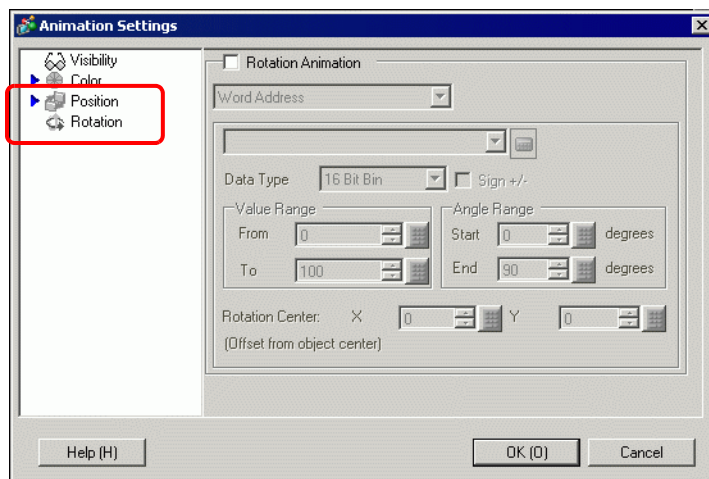 Animation Settings
Visibility
Color
Position
Rotation
Rotation Animation
Word Address
Data Type 16 Bit Bin Sign +/-
Value Range Angle Range
From 0 Start 0 degrees
To 100 End 90 degrees
Rotation Center: X 0 Y 0
(Offset from object center)
Help (H) OK (O) Cancel